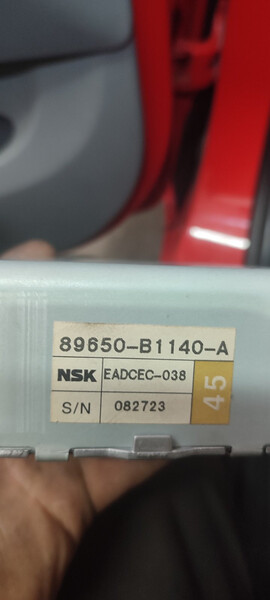 89650-B1140-A
NSK EADCEC-038
S/N 082723
45